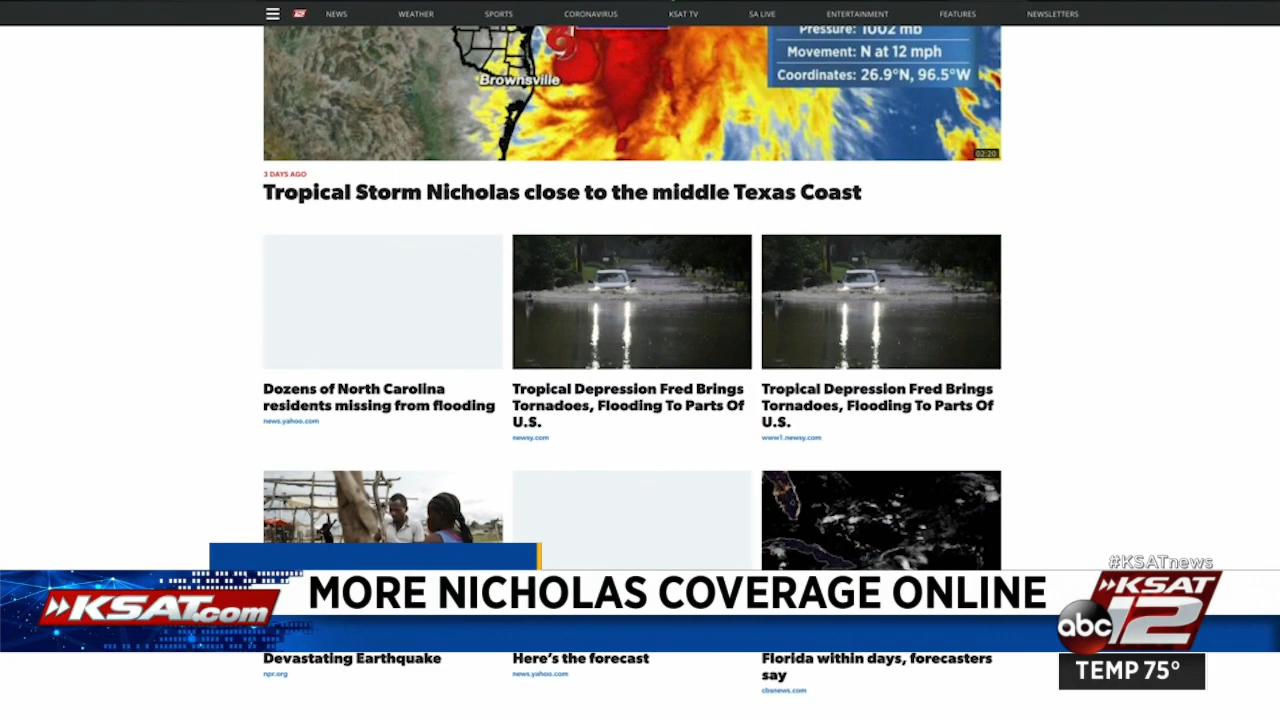 NEWS
WEATHER
SPORTS
CORONAVIRUS
KSAT TV
SA LIVE
ENTERTAINMENT
FEATURES
NEWSLETTERS
Pressure: 1002 mb
Movement: N at 12 mph
Coordinates: 26.9°N, 96.5°W
Brownsville
02:20
3 DAYS AGO
Tropical Storm Nicholas close to the middle Texas Coast
Dozens of North Carolina
residents missing from flooding
news.yahoo.com
Tropical Depression Fred Brings
Tornadoes, Flooding To Parts Of
U.S.
newsy.com
Tropical Depression Fred Brings
Tornadoes, Flooding To Parts Of
U.S.
www1.newsy.com
#KSATnews
KSAT.com
MORE NICHOLAS COVERAGE ONLINE
KSAT
12
abc
TEMP 75°
Devastating Earthquake
npr.org
Here's the forecast
news.yahoo.com
Florida within days, forecasters
say
cbsnews.com